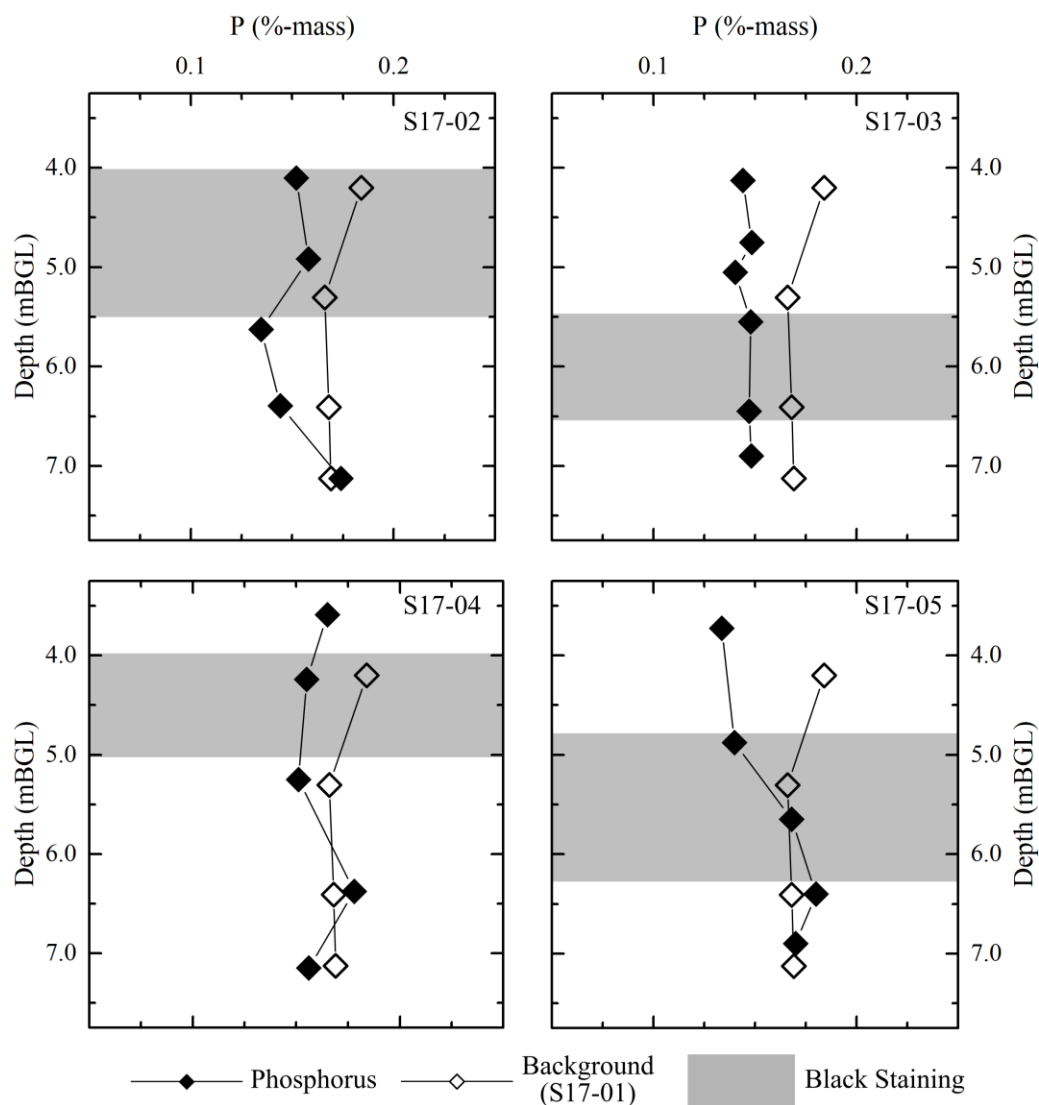 P (%-mass)
P (%-mass)
0.1
0.2
0.1
0.2
S17-02
S17-03
4.0
5.0
6.0
7.0
Depth (mBGL)
4.0
5.0
6.0
7.0
Depth (mBGL)
S17-04
S17-05
4.0
5.0
6.0
7.0
Depth (mBGL)
4.0
5.0
6.0
7.0
Depth (mBGL)
Phosphorus
Background
(S17-01)
Black Staining